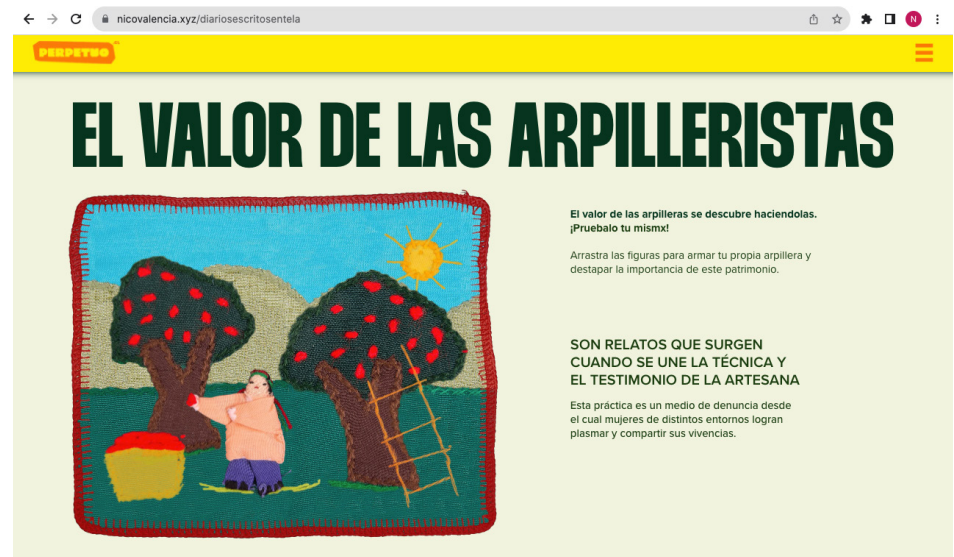 nicovalencia.xyz/diariosescritosentela
N
PERPETUO
EL VALOR DE LAS ARPILLERISTAS
El valor de las arpilleras se descubre haciendolas.
¡Pruebalo tu mismx!
Arrastra las figuras para armar tu propia arpillera y
destapar la importancia de este patrimonio.
SON RELATOS QUE SURGEN
CUANDO SE UNE LA TÉCNICA Y
EL TESTIMONIO DE LA ARTESANA
Esta práctica es un medio de denuncia desde
el cual mujeres de distintos entornos logran
plasmar y compartir sus vivencias.